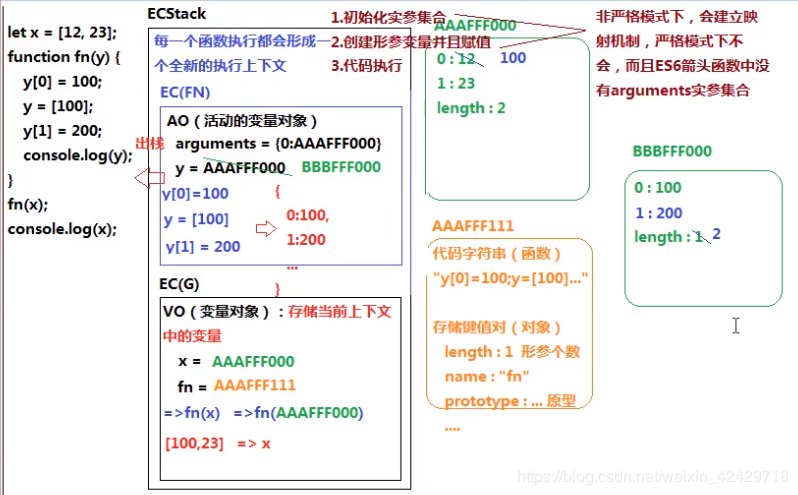 let x = [12, 23];
function fn(y) {
y[0] = 100;
y = [100];
y[1] = 200;
console.log(y);
}
fn(x);
console.log(x);
ECStack
每一个函数执行都会形成一
个全新的执行上下文
1.初始化实参集合
2.创建形参变量并且赋值
3.代码执行
EC(FN)
AO（活动的变量对象）
arguments = {0:AAAFFF000}
y = AAAFFF000 BBBFFF000
出栈
y[0]=100
y = [100]
y[1] = 200
{
0:100,
1:200
...
}
EC(G)
VO（变量对象）: 存储当前上下文
中的变量
x = AAAFFF000
fn = AAAFFF111
=>fn(x) =>fn(AAAFFF000)
[100,23] => x
AAAFFF000
0 : 12 100
1 : 23
length : 2
AAAFFF111
代码字符串（函数）
"y[0]=100;y=[100]..."
存储键值对（对象）
length : 1 形参个数
name : "fn"
prototype : ... 原型
....
非严格模式下，会建立映
射机制，严格模式下不
会，而且ES6箭头函数中没
有arguments实参集合
BBBFFF000
0 : 100
1 : 200
length : 1 2
https://blog.csdn.net/weixin_42429718